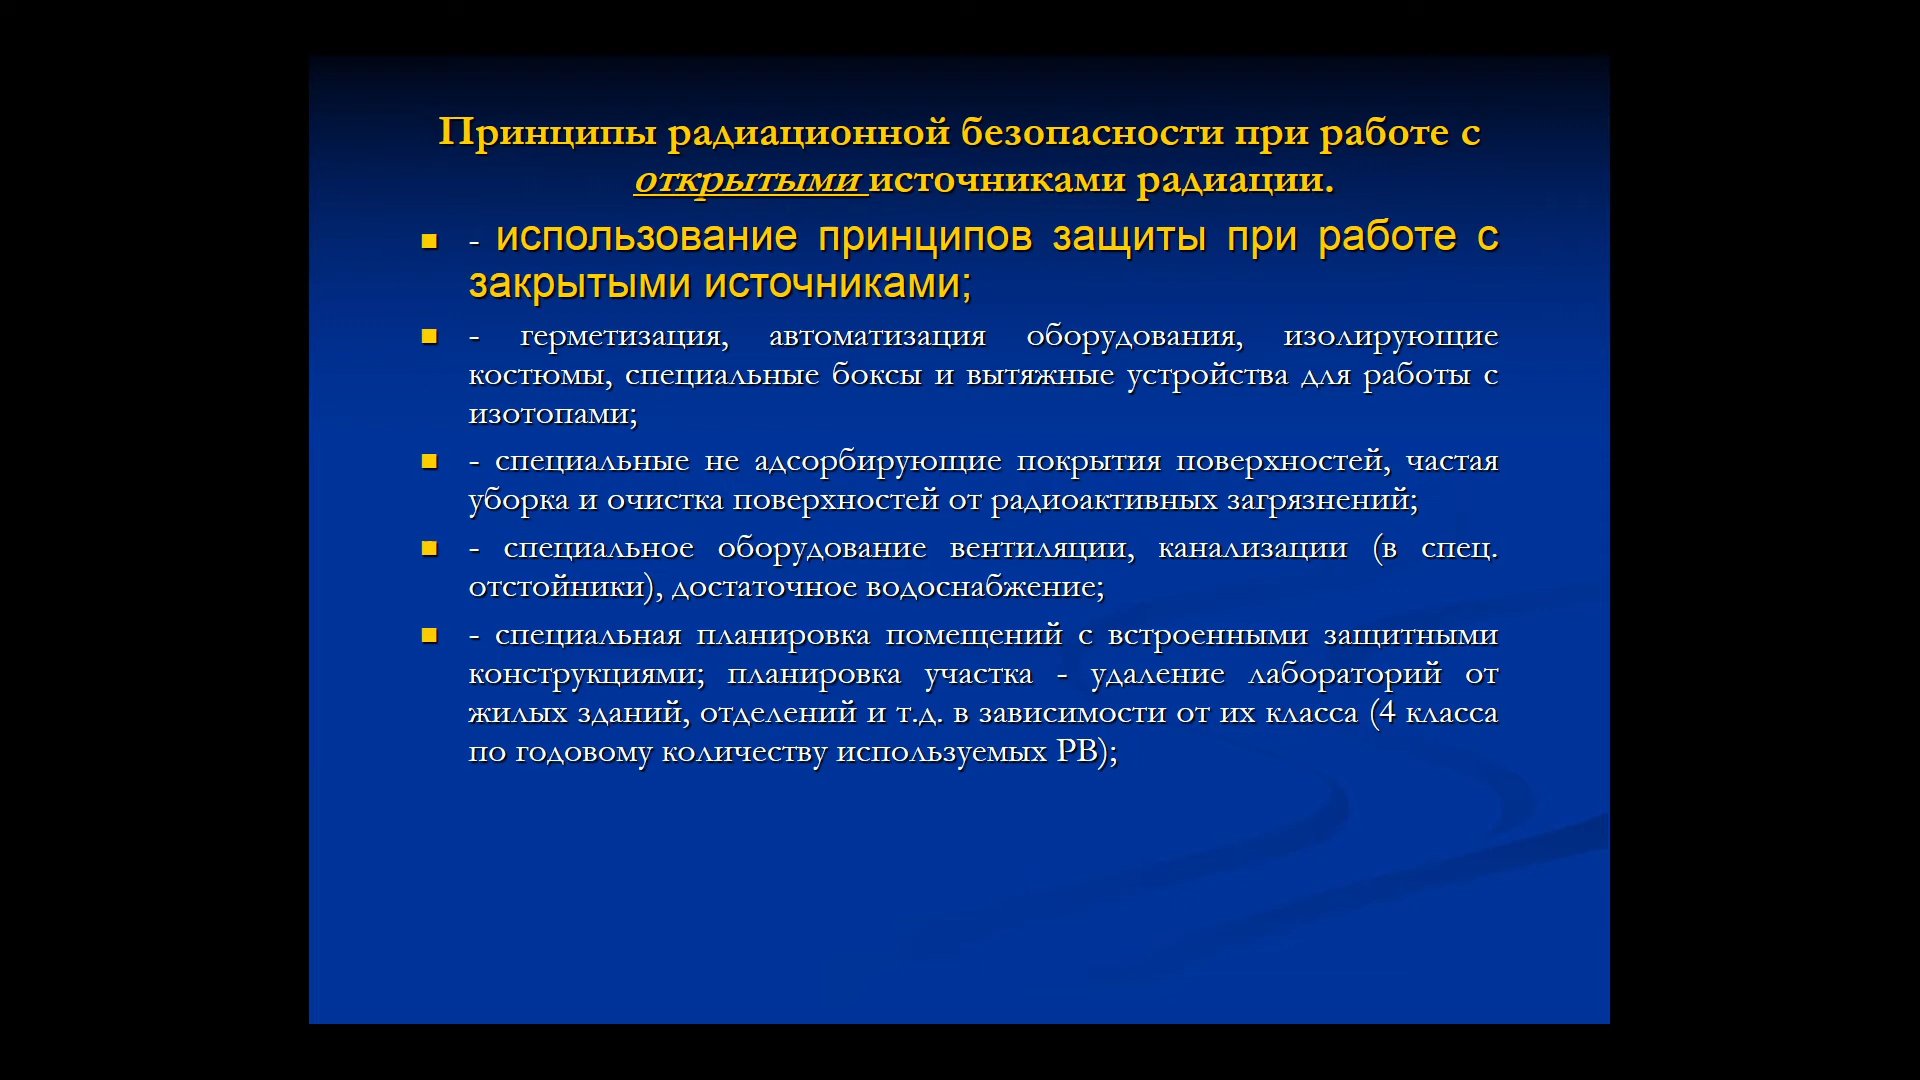 Принципы радиационной безопасности при работе с
открытыми источниками радиации.
- использование принципов защиты при работе с
закрытыми источниками;
- герметизация, автоматизация оборудования, изолирующие
костюмы, специальные боксы и вытяжные устройства для работы с
изотопами;
- специальные не адсорбирующие покрытия поверхностей, частая
уборка и очистка поверхностей от радиоактивных загрязнений;
- специальное оборудование вентиляции, канализации (в спец.
отстойники), достаточное водоснабжение;
- специальная планировка помещений с встроенными защитными
конструкциями; планировка участка - удаление лабораторий от
жилых зданий, отделений и т.д. в зависимости от их класса (4 класса
по годовому количеству используемых РВ);